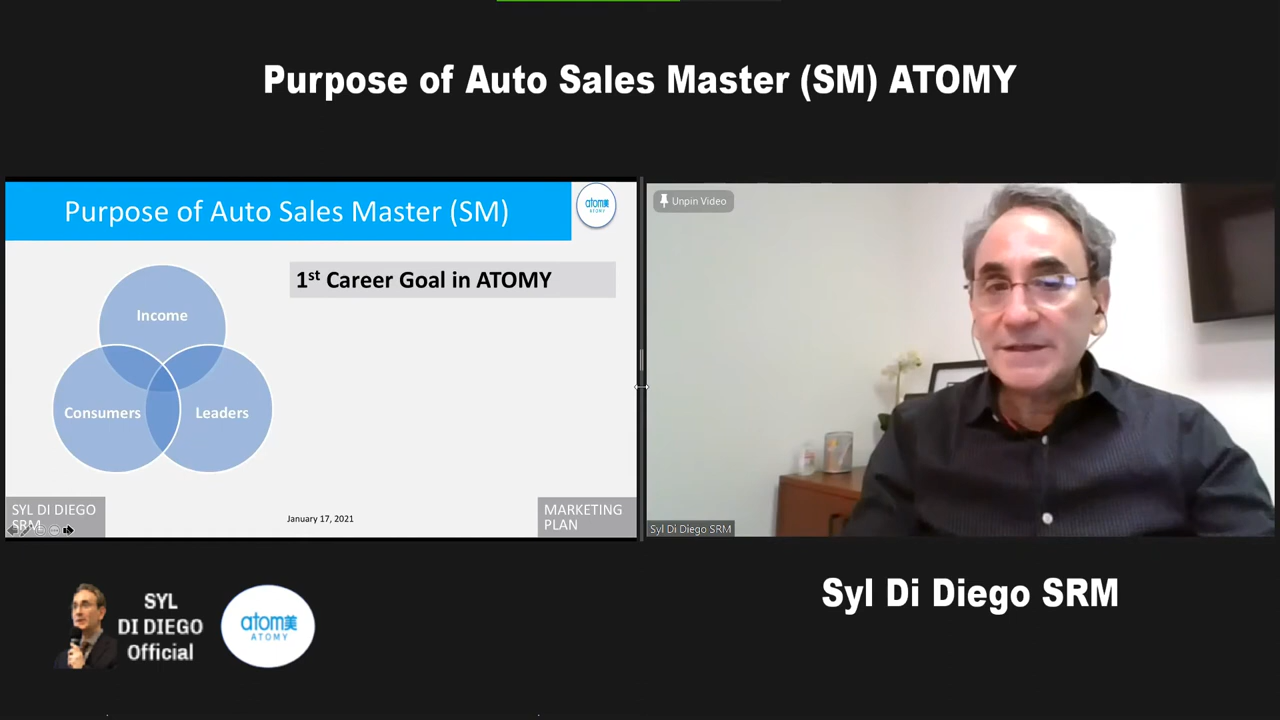 Purpose of Auto Sales Master (SM) ATOMY
Purpose of Auto Sales Master (SM)
atom美
ATOMY
1st Career Goal in ATOMY
Income
Consumers
Leaders
SYL DI DIEGO
SRM
January 17, 2021
MARKETING
PLAN
Unpin Video
Syl Di Diego SRM
Syl Di Diego SRM
SYL
DI DIEGO
Official
atom美
ATOMY